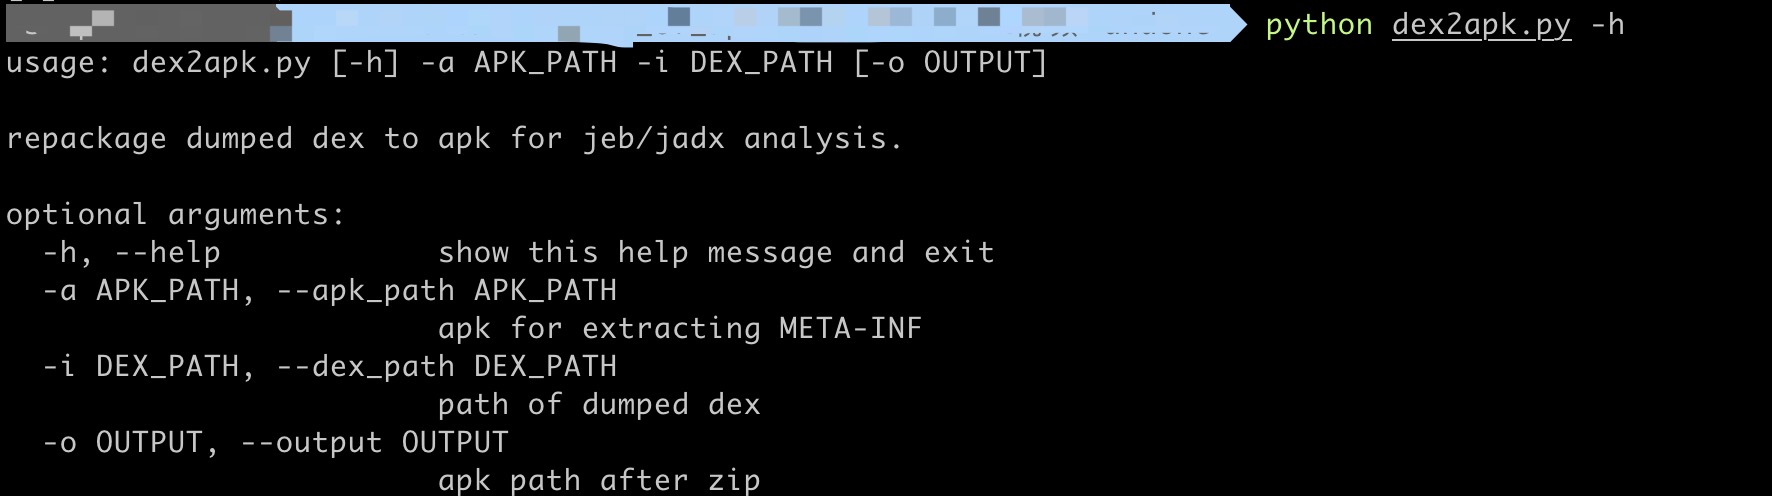 python dex2apk.py -h
usage: dex2apk.py [-h] -a APK_PATH -i DEX_PATH [-o OUTPUT]
repackage dumped dex to apk for jeb/jadx analysis.
optional arguments:
-h, --help show this help message and exit
-a APK_PATH, --apk_path APK_PATH
apk for extracting META-INF
-i DEX_PATH, --dex_path DEX_PATH
path of dumped dex
-o OUTPUT, --output OUTPUT
apk path after zip